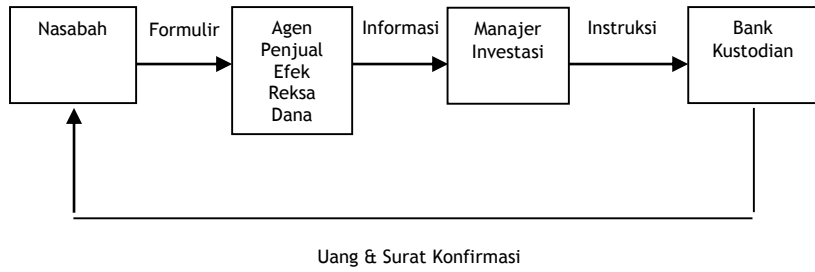 Nasabah
Formulir
Agen
Penjual
Efek
Reksa
Dana
Informasi
Manajer
Investasi
Instruksi
Bank
Kustodian
Uang & Surat Konfirmasi